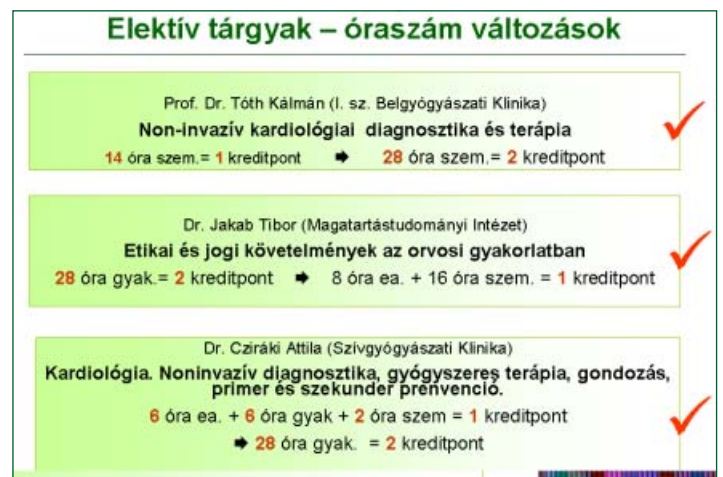 Elektív tárgyak – óraszám változások
Prof. Dr. Tóth Kálmán (I. sz. Belgyógyászati Klinika)
Non-invazív kardiológiai diagnosztika és terápia
14 óra szem.= 1 kreditpont ➡ 28 óra szem.= 2 kreditpont
Dr. Jakab Tibor (Magatartástudományi Intézet)
Etikai és jogi követelmények az orvosi gyakorlatban
28 óra gyak.= 2 kreditpont ➡ 8 óra ea. + 16 óra szem. = 1 kreditpont
Dr. Cziráki Attila (Szívgyógyászati Klinika)
Kardiológia. Noninvazív diagnosztika, gyógyszeres terápia, gondozás,
primer és szekunder prenvenció.
6 óra ea. + 6 óra gyak + 2 óra szem = 1 kreditpont
➡ 28 óra gyak. = 2 kreditpont